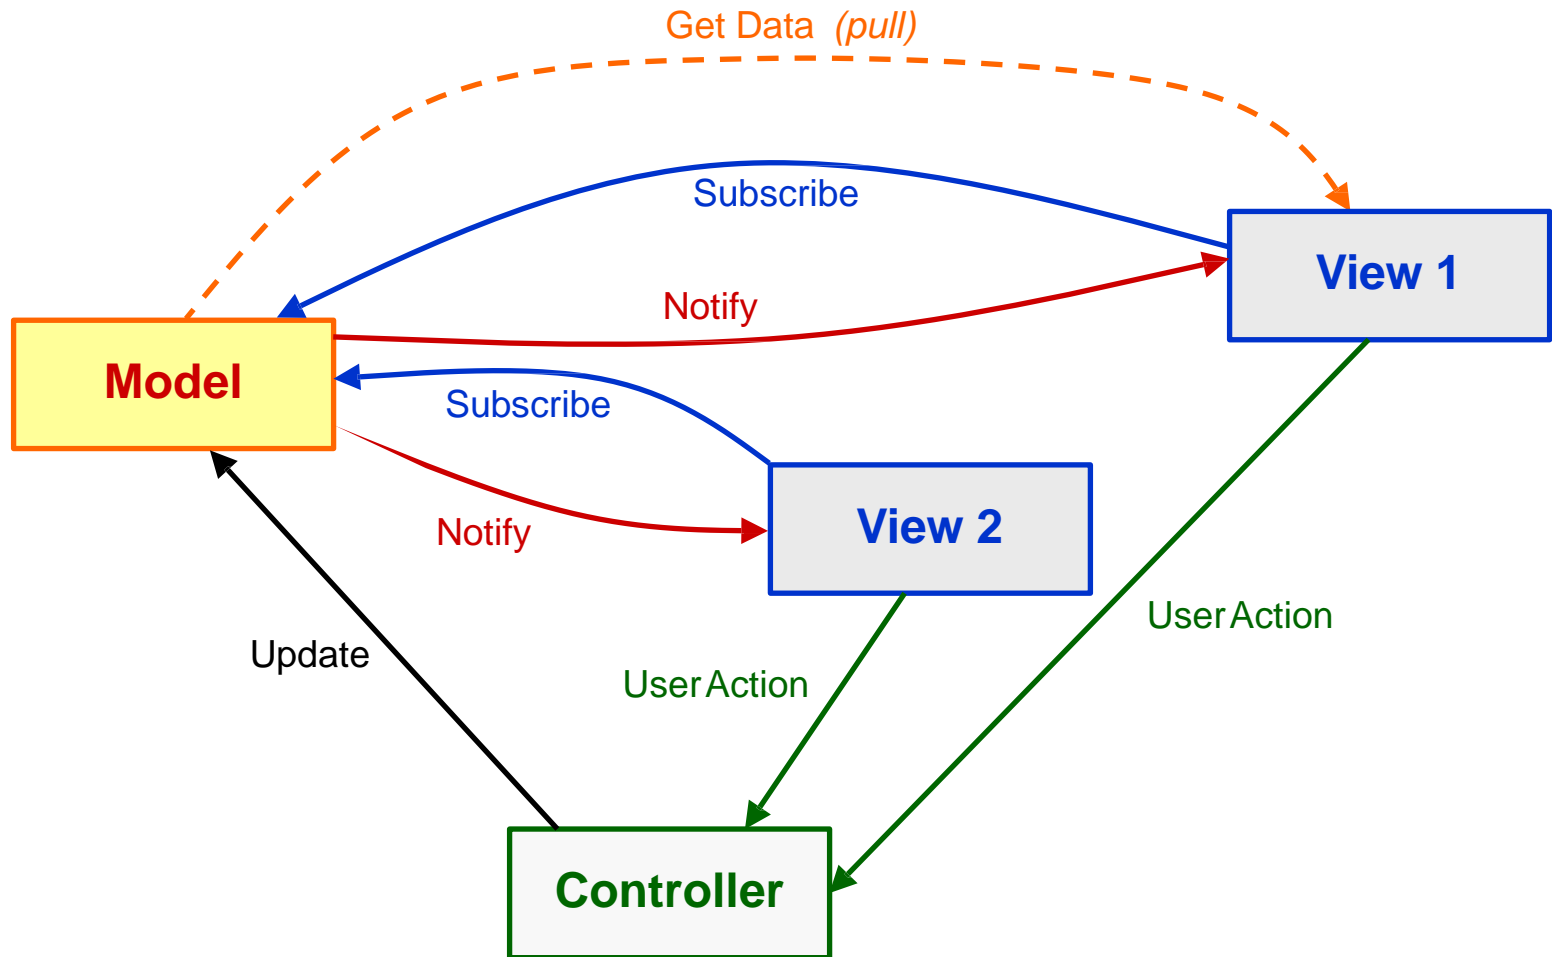 Get Data (pull)
Subscribe
View 1
Notify
Model
Subscribe
View 2
Notify
User Action
Update
User Action
Controller